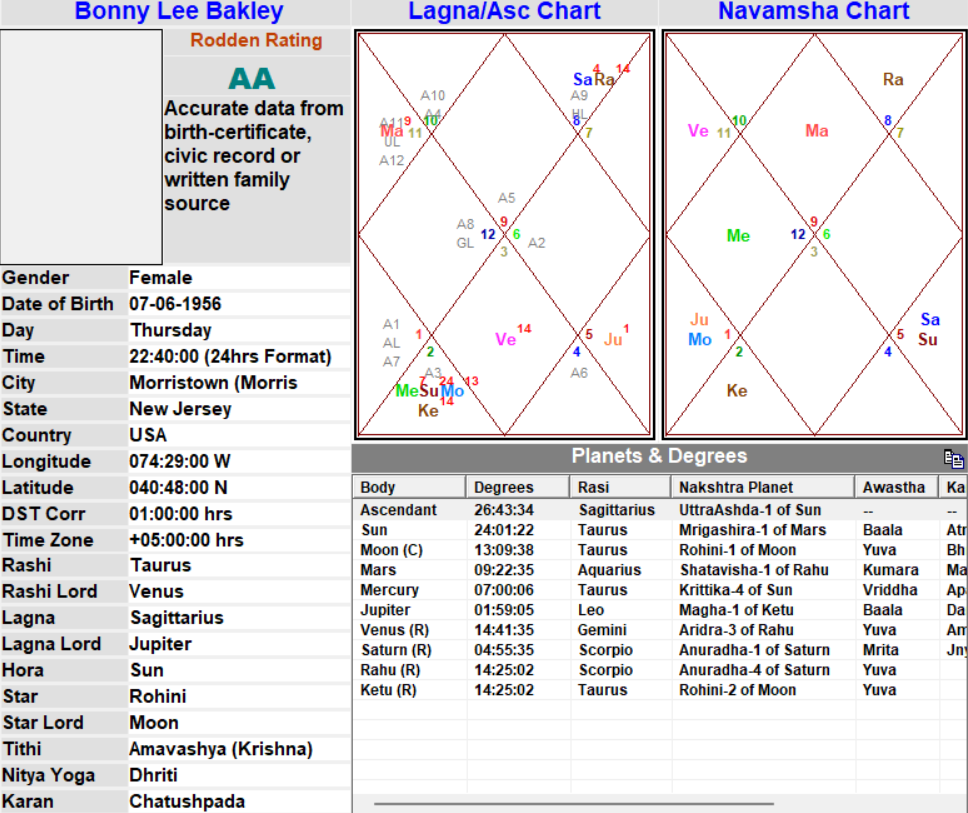 Bonny Lee Bakley
Rodden Rating
AA
Accurate data from
birth-certificate,
civic record or
written family
source
Gender Female
Date of Birth 07-06-1956
Day Thursday
Time 22:40:00 (24hrs Format)
City Morristown (Morris
State New Jersey
Country USA
Longitude 074:29:00 W
Latitude 040:48:00 N
DST Corr 01:00:00 hrs
Time Zone +05:00:00 hrs
Rashi Taurus
Rashi Lord Venus
Lagna Sagittarius
Lagna Lord Jupiter
Hora Sun
Star Rohini
Star Lord Moon
Tithi Amavashya (Krishna)
Nitya Yoga Dhriti
Karan Chatushpada
Lagna/Asc Chart
4 14
Sa Ra
A10 A9
A4 HL
A11 9 10 8
Ma 11 7
UL
A12
A5
A8 9
GL 12 6 A2
3
A1
AL 1 Ve 14 5 Ju 1
A7 2 4
A3 A6
7 24 13
Me Su Mo
Ke 14
Navamsha Chart
Ra
10 8
Ve 11 Ma 7
9
Me 12 6
3
Ju Sa
Mo 1 5 Su
2 4
Ke
Planets & Degrees
Body Degrees Rasi Nakshtra Planet Awastha Ka
Ascendant 26:43:34 Sagittarius UttraAshda-1 of Sun -- --
Sun 24:01:22 Taurus Mrigashira-1 of Mars Baala Atr
Moon (C) 13:09:38 Taurus Rohini-1 of Moon Yuva Bh
Mars 09:22:35 Aquarius Shatavisha-1 of Rahu Kumara Ma
Mercury 07:00:06 Taurus Krittika-4 of Sun Vriddha Ap
Jupiter 01:59:05 Leo Magha-1 of Ketu Baala Da
Venus (R) 14:41:35 Gemini Aridra-3 of Rahu Yuva Am
Saturn (R) 04:55:35 Scorpio Anuradha-1 of Saturn Mrita Jny
Rahu (R) 14:25:02 Scorpio Anuradha-4 of Saturn Yuva
Ketu (R) 14:25:02 Taurus Rohini-2 of Moon Yuva